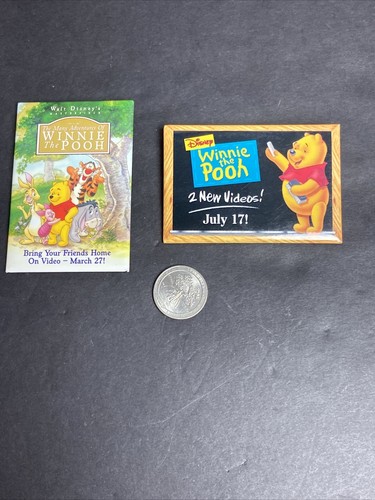 Walt Disney's
MASTERPIECE
The Many Adventures Of
WINNIE
The POOH
Bring Your Friends Home
On Video – March 27!
Disney
Winnie
the
Pooh
2 New Videos!
July 17!